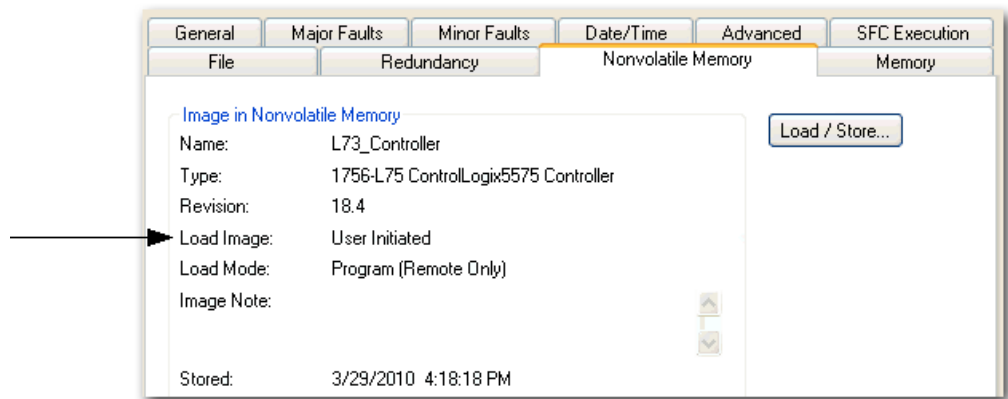 General Major Faults Minor Faults Date/Time Advanced SFC Execution
File Redundancy Nonvolatile Memory Memory
Image in Nonvolatile Memory
Load / Store...
Name: L73_Controller
Type: 1756-L75 ControlLogix5575 Controller
Revision: 18.4
Load Image: User Initiated
Load Mode: Program (Remote Only)
Image Note:
Stored: 3/29/2010 4:18:18 PM